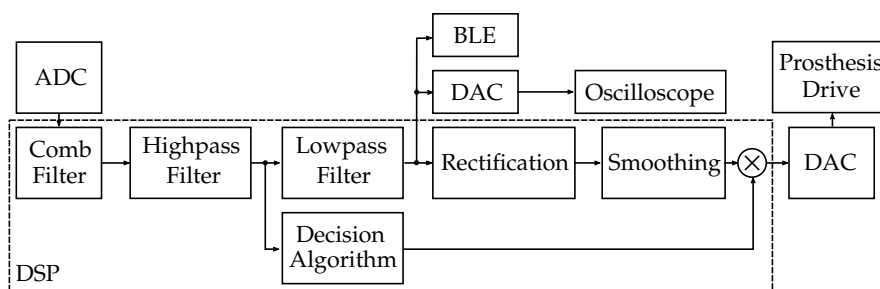 BLE
ADC
DAC
Oscilloscope
Prosthesis
Drive
Comb
Filter
Highpass
Filter
Lowpass
Filter
Rectification
Smoothing
DAC
Decision
Algorithm
DSP